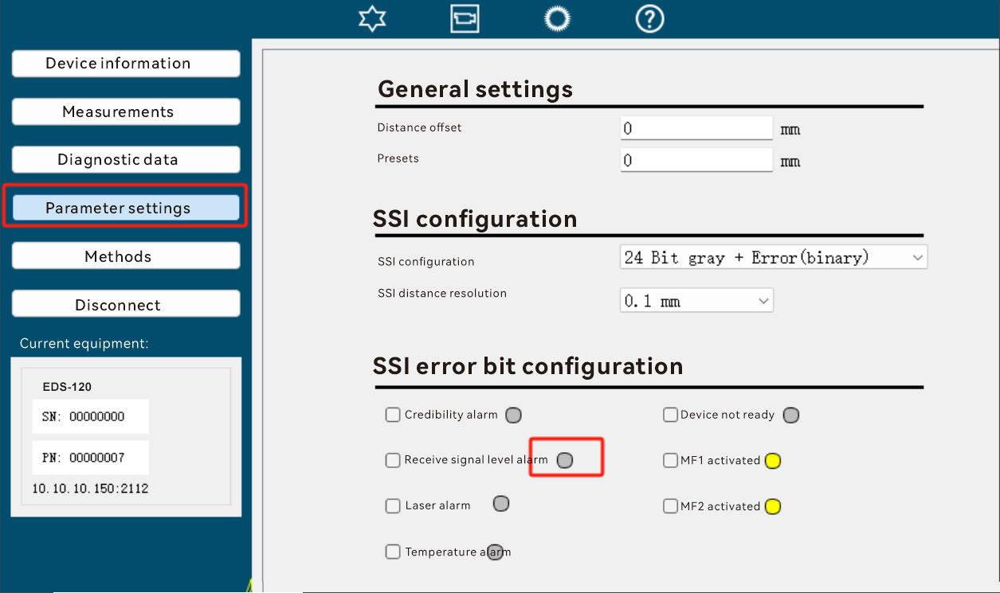 Device information
Measurements
Diagnostic data
Parameter settings
Methods
Disconnect
Current equipment:
EDS-120
SN: 00000000
PN: 00000007
10.10.10.150:2112
General settings
Distance offset 0 mm
Presets 0 mm
SSI configuration
SSI configuration 24 Bit gray + Error(binary)
SSI distance resolution 0.1 mm
SSI error bit configuration
Credibility alarm Device not ready
Receive signal level alarm MF1 activated
Laser alarm MF2 activated
Temperature alarm